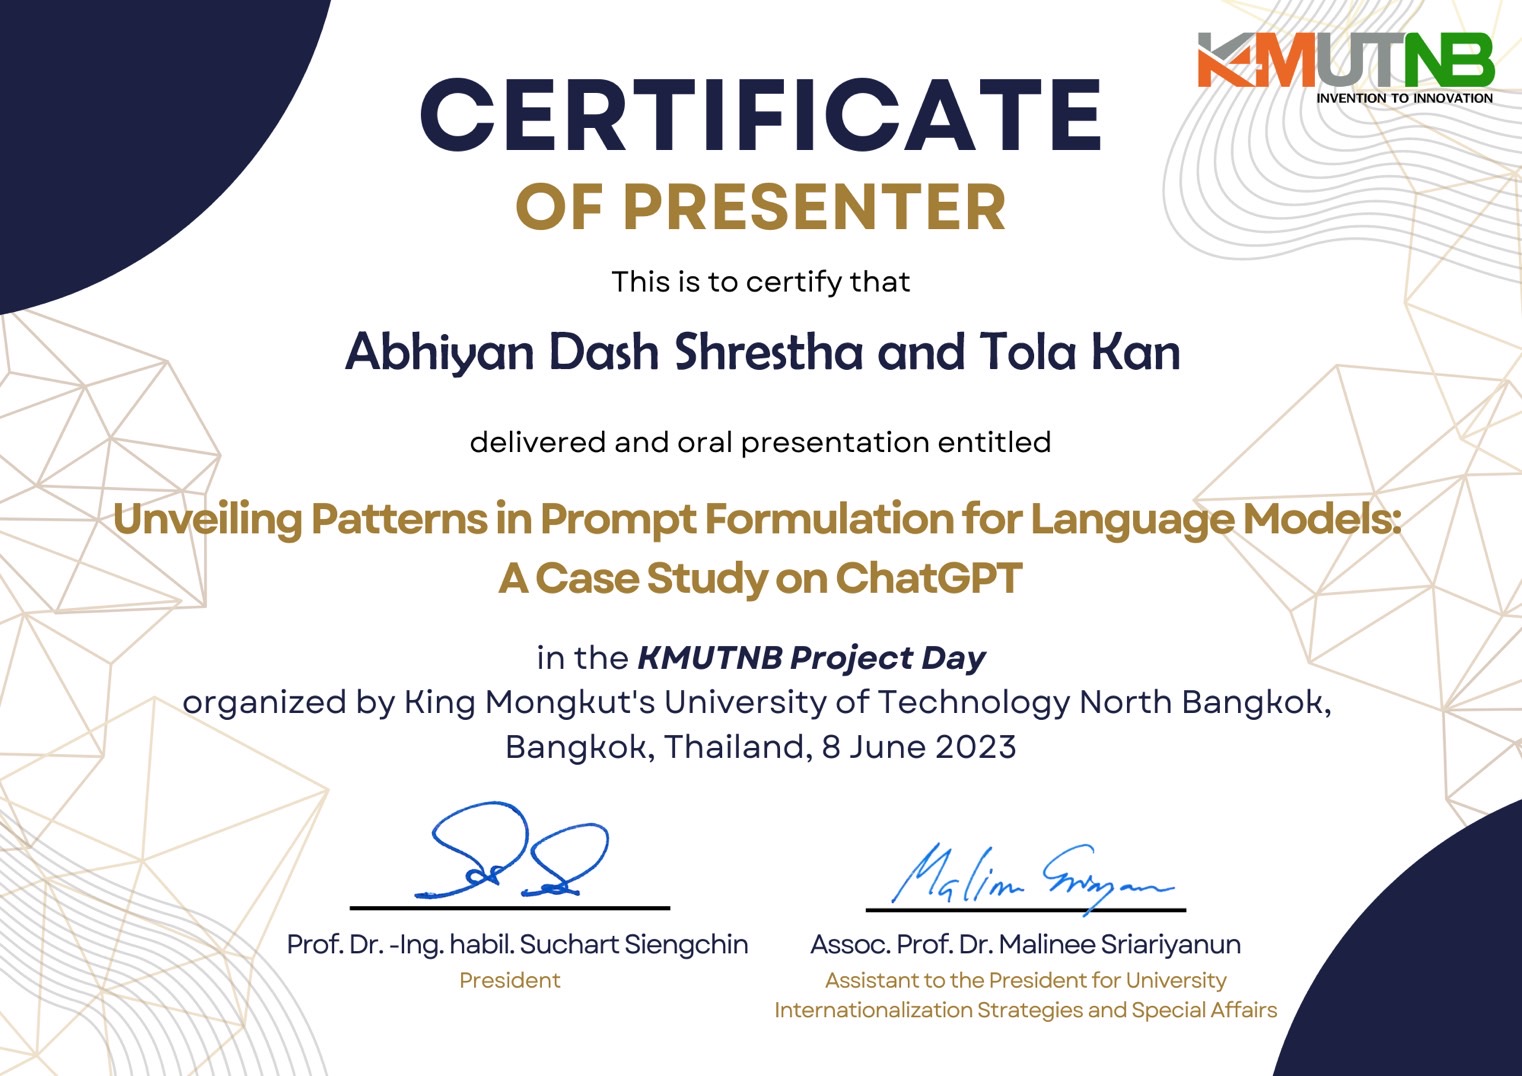 KMUTNB
INVENTION TO INNOVATION
CERTIFICATE
OF PRESENTER
This is to certify that
Abhiyan Dash Shrestha and Tola Kan
delivered and oral presentation entitled
Unveiling Patterns in Prompt Formulation for Language Models:
A Case Study on ChatGPT
in the KMUTNB Project Day
organized by King Mongkut's University of Technology North Bangkok,
Bangkok, Thailand, 8 June 2023
Malinee Sriariyanun
Prof. Dr. -Ing. habil. Suchart Siengchin
President
Assoc. Prof. Dr. Malinee Sriariyanun
Assistant to the President for University
Internationalization Strategies and Special Affairs